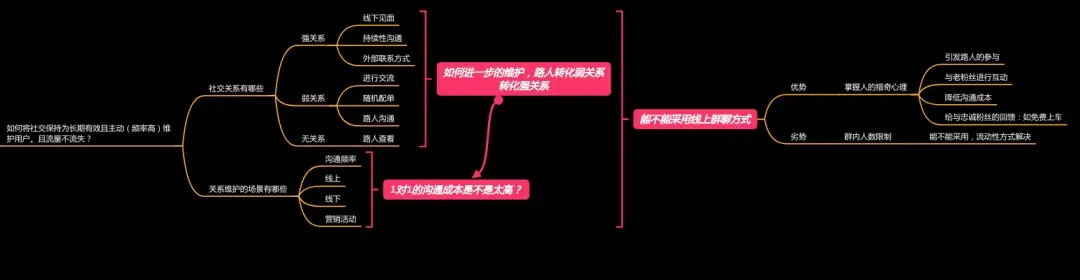 如何将社交保持为长期有效且主动（频率高）维
护用户。且流量不流失？
社交关系有哪些
强关系
线下见面
持续性沟通
外部联系方式
弱关系
进行交流
随机配单
路人沟通
无关系
路人查看
关系维护的场景有哪些
沟通频率
线上
线下
营销活动
如何进一步的维护，路人转化弱关系
转化强关系
1对1的沟通成本是不是太高？
能不能采用线上群聊方式
优势
掌握人的猎奇心理
引发路人的参与
与老粉丝进行互动
降低沟通成本
给与忠诚粉丝的回馈：如免费上车
劣势
群内人数限制
能不能采用，流动性方式解决